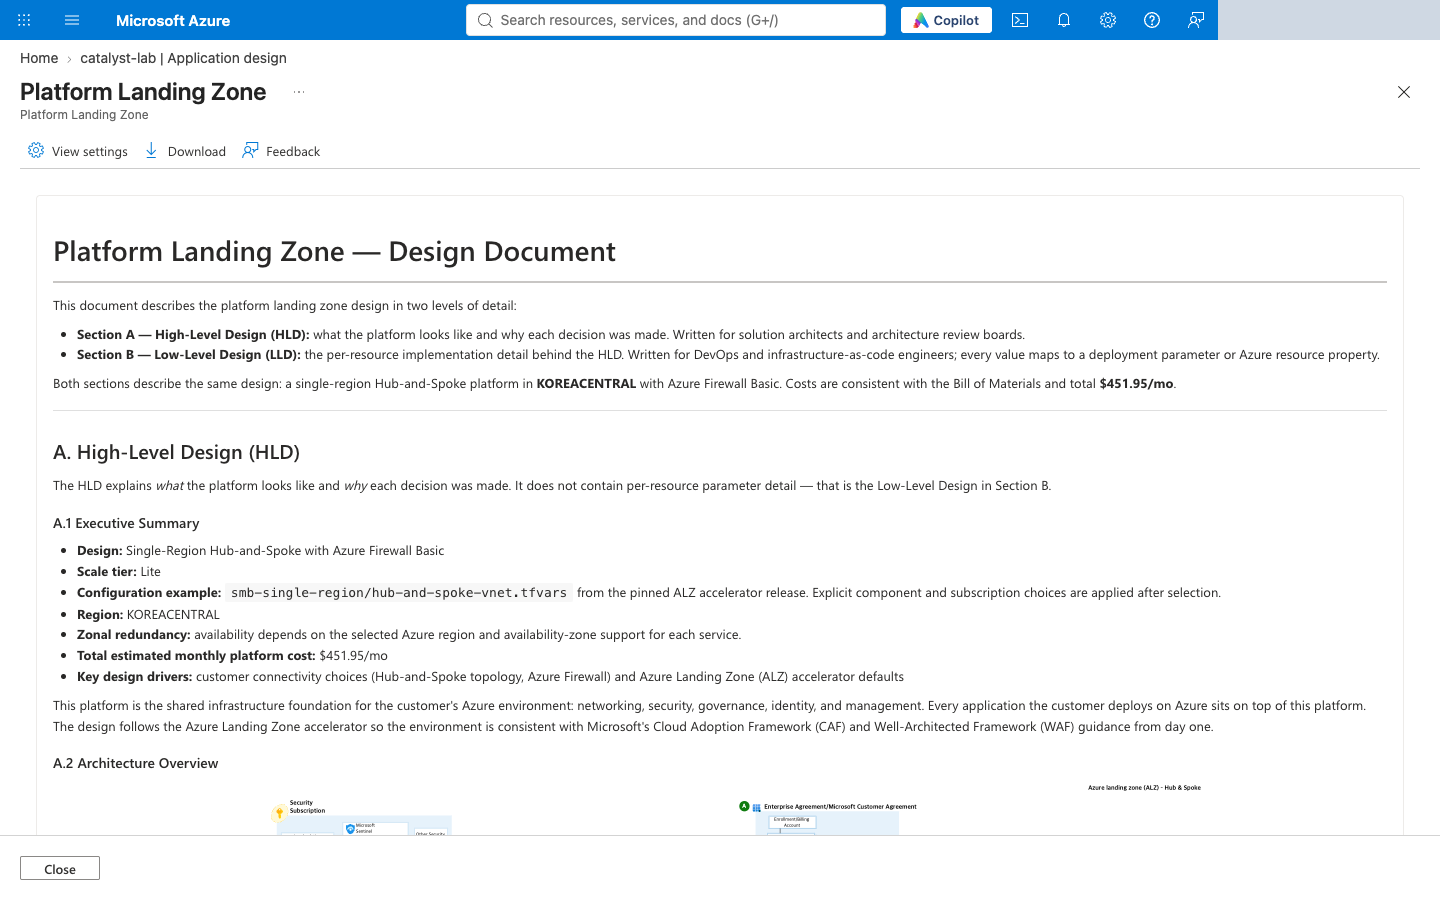 Microsoft Azure
Search resources, services, and docs (G+/)
Copilot
Home > catalyst-lab | Application design
Platform Landing Zone ...
Platform Landing Zone
View settings
Download
Feedback
Platform Landing Zone — Design Document
This document describes the platform landing zone design in two levels of detail:
• Section A — High-Level Design (HLD): what the platform looks like and why each decision was made. Written for solution architects and architecture review boards.
• Section B — Low-Level Design (LLD): the per-resource implementation detail behind the HLD. Written for DevOps and infrastructure-as-code engineers; every value maps to a deployment parameter or Azure resource property.
Both sections describe the same design: a single-region Hub-and-Spoke platform in KOREACENTRAL with Azure Firewall Basic. Costs are consistent with the Bill of Materials and total $451.95/mo.
A. High-Level Design (HLD)
The HLD explains what the platform looks like and why each decision was made. It does not contain per-resource parameter detail — that is the Low-Level Design in Section B.
A.1 Executive Summary
• Design: Single-Region Hub-and-Spoke with Azure Firewall Basic
• Scale tier: Lite
• Configuration example: smb-single-region/hub-and-spoke-vnet.tfvars from the pinned ALZ accelerator release. Explicit component and subscription choices are applied after selection.
• Region: KOREACENTRAL
• Zonal redundancy: availability depends on the selected Azure region and availability-zone support for each service.
• Total estimated monthly platform cost: $451.95/mo
• Key design drivers: customer connectivity choices (Hub-and-Spoke topology, Azure Firewall) and Azure Landing Zone (ALZ) accelerator defaults
This platform is the shared infrastructure foundation for the customer's Azure environment: networking, security, governance, identity, and management. Every application the customer deploys on Azure sits on top of this platform.
The design follows the Azure Landing Zone accelerator so the environment is consistent with Microsoft's Cloud Adoption Framework (CAF) and Well-Architected Framework (WAF) guidance from day one.
A.2 Architecture Overview
Azure landing zone (ALZ) - Hub & Spoke
Security
Subscription
Microsoft
Sentinel
Other Security
A
Enterprise Agreement/Microsoft Customer Agreement
Enrollment/Billing
Account
Close